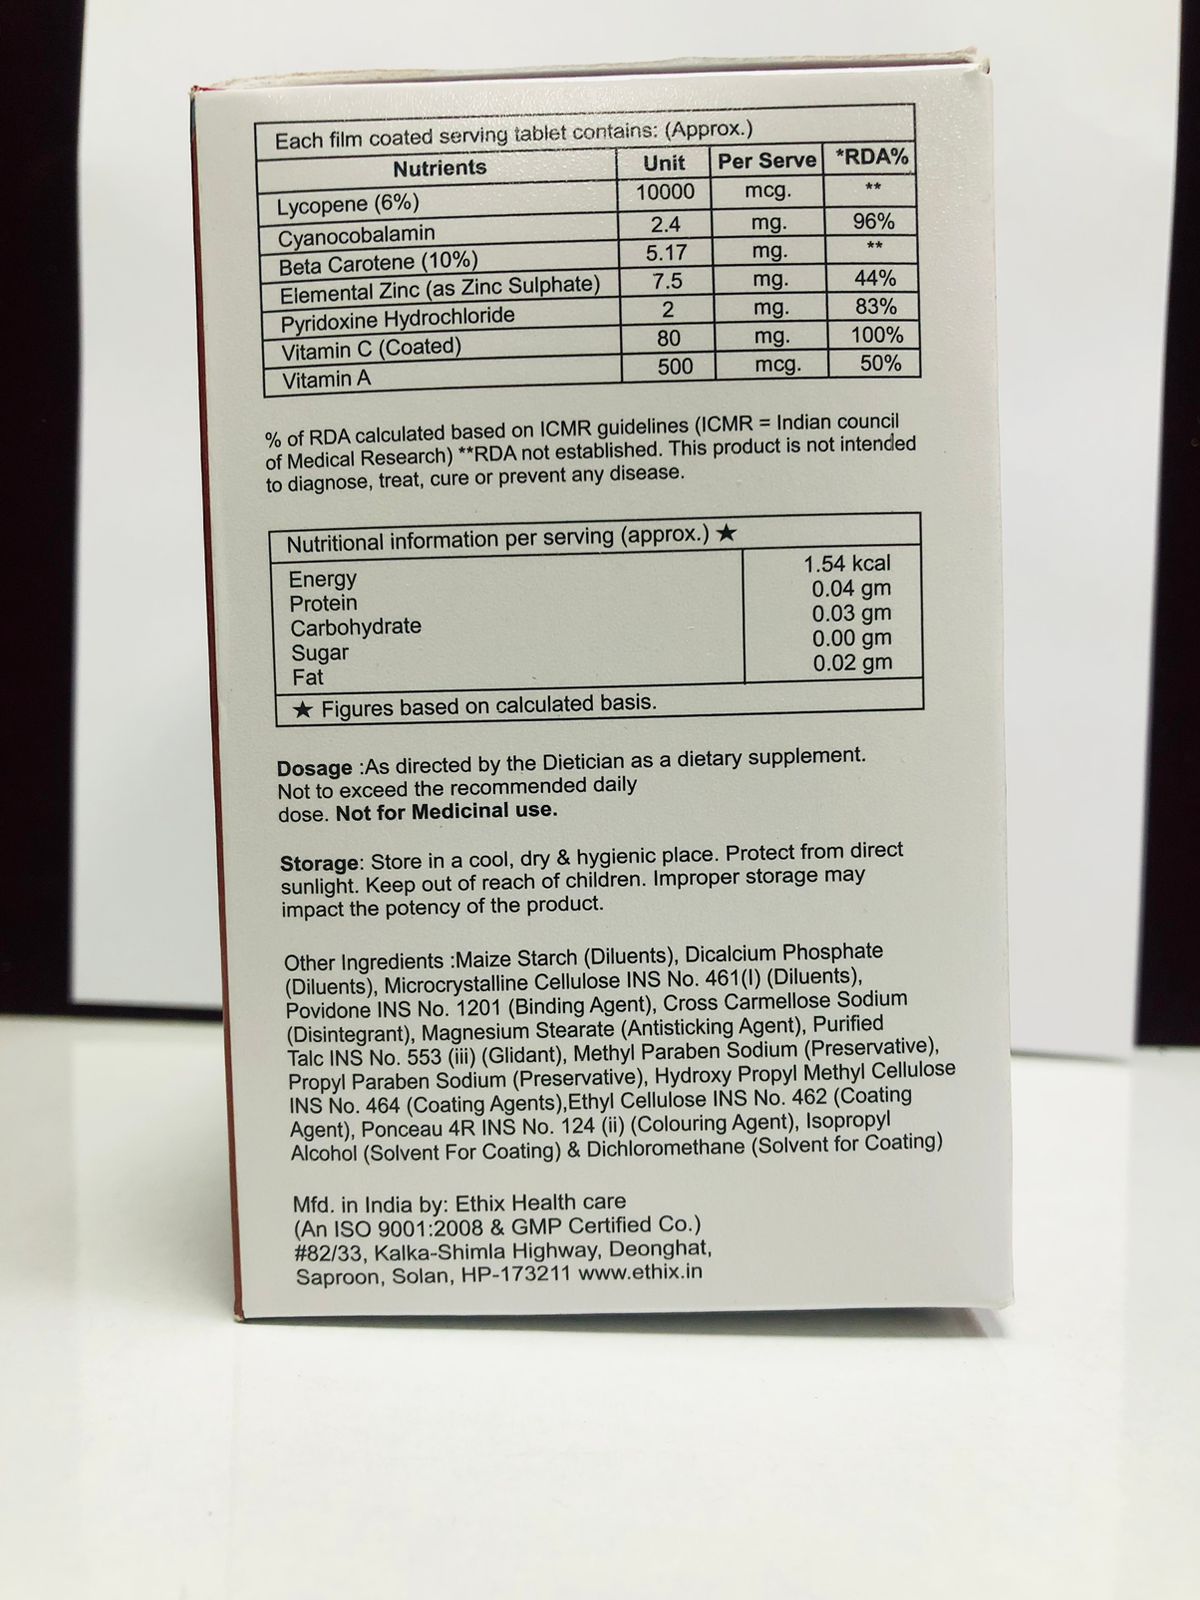 Each film coated serving tablet contains: (Approx.)
Nutrients Unit Per Serve *RDA%
Lycopene (6%) 10000 mcg. **
Cyanocobalamin 2.4 mg. 96%
Beta Carotene (10%) 5.17 mg. **
Elemental Zinc (as Zinc Sulphate) 7.5 mg. 44%
Pyridoxine Hydrochloride 2 mg. 83%
Vitamin C (Coated) 80 mg. 100%
Vitamin A 500 mcg. 50%
% of RDA calculated based on ICMR guidelines (ICMR = Indian council
of Medical Research) **RDA not established. This product is not intended
to diagnose, treat, cure or prevent any disease.
Nutritional information per serving (approx.) ★
Energy 1.54 kcal
Protein 0.04 gm
Carbohydrate 0.03 gm
Sugar 0.00 gm
Fat 0.02 gm
★ Figures based on calculated basis.
Dosage :As directed by the Dietician as a dietary supplement.
Not to exceed the recommended daily
dose. Not for Medicinal use.
Storage: Store in a cool, dry & hygienic place. Protect from direct
sunlight. Keep out of reach of children. Improper storage may
impact the potency of the product.
Other Ingredients :Maize Starch (Diluents), Dicalcium Phosphate
(Diluents), Microcrystalline Cellulose INS No. 461(I) (Diluents),
Povidone INS No. 1201 (Binding Agent), Cross Carmellose Sodium
(Disintegrant), Magnesium Stearate (Antisticking Agent), Purified
Talc INS No. 553 (iii) (Glidant), Methyl Paraben Sodium (Preservative),
Propyl Paraben Sodium (Preservative), Hydroxy Propyl Methyl Cellulose
INS No. 464 (Coating Agents),Ethyl Cellulose INS No. 462 (Coating
Agent), Ponceau 4R INS No. 124 (ii) (Colouring Agent), Isopropyl
Alcohol (Solvent For Coating) & Dichloromethane (Solvent for Coating)
Mfd. in India by: Ethix Health care
(An ISO 9001:2008 & GMP Certified Co.)
#82/33, Kalka-Shimla Highway, Deonghat,
Saproon, Solan, HP-173211 www.ethix.in